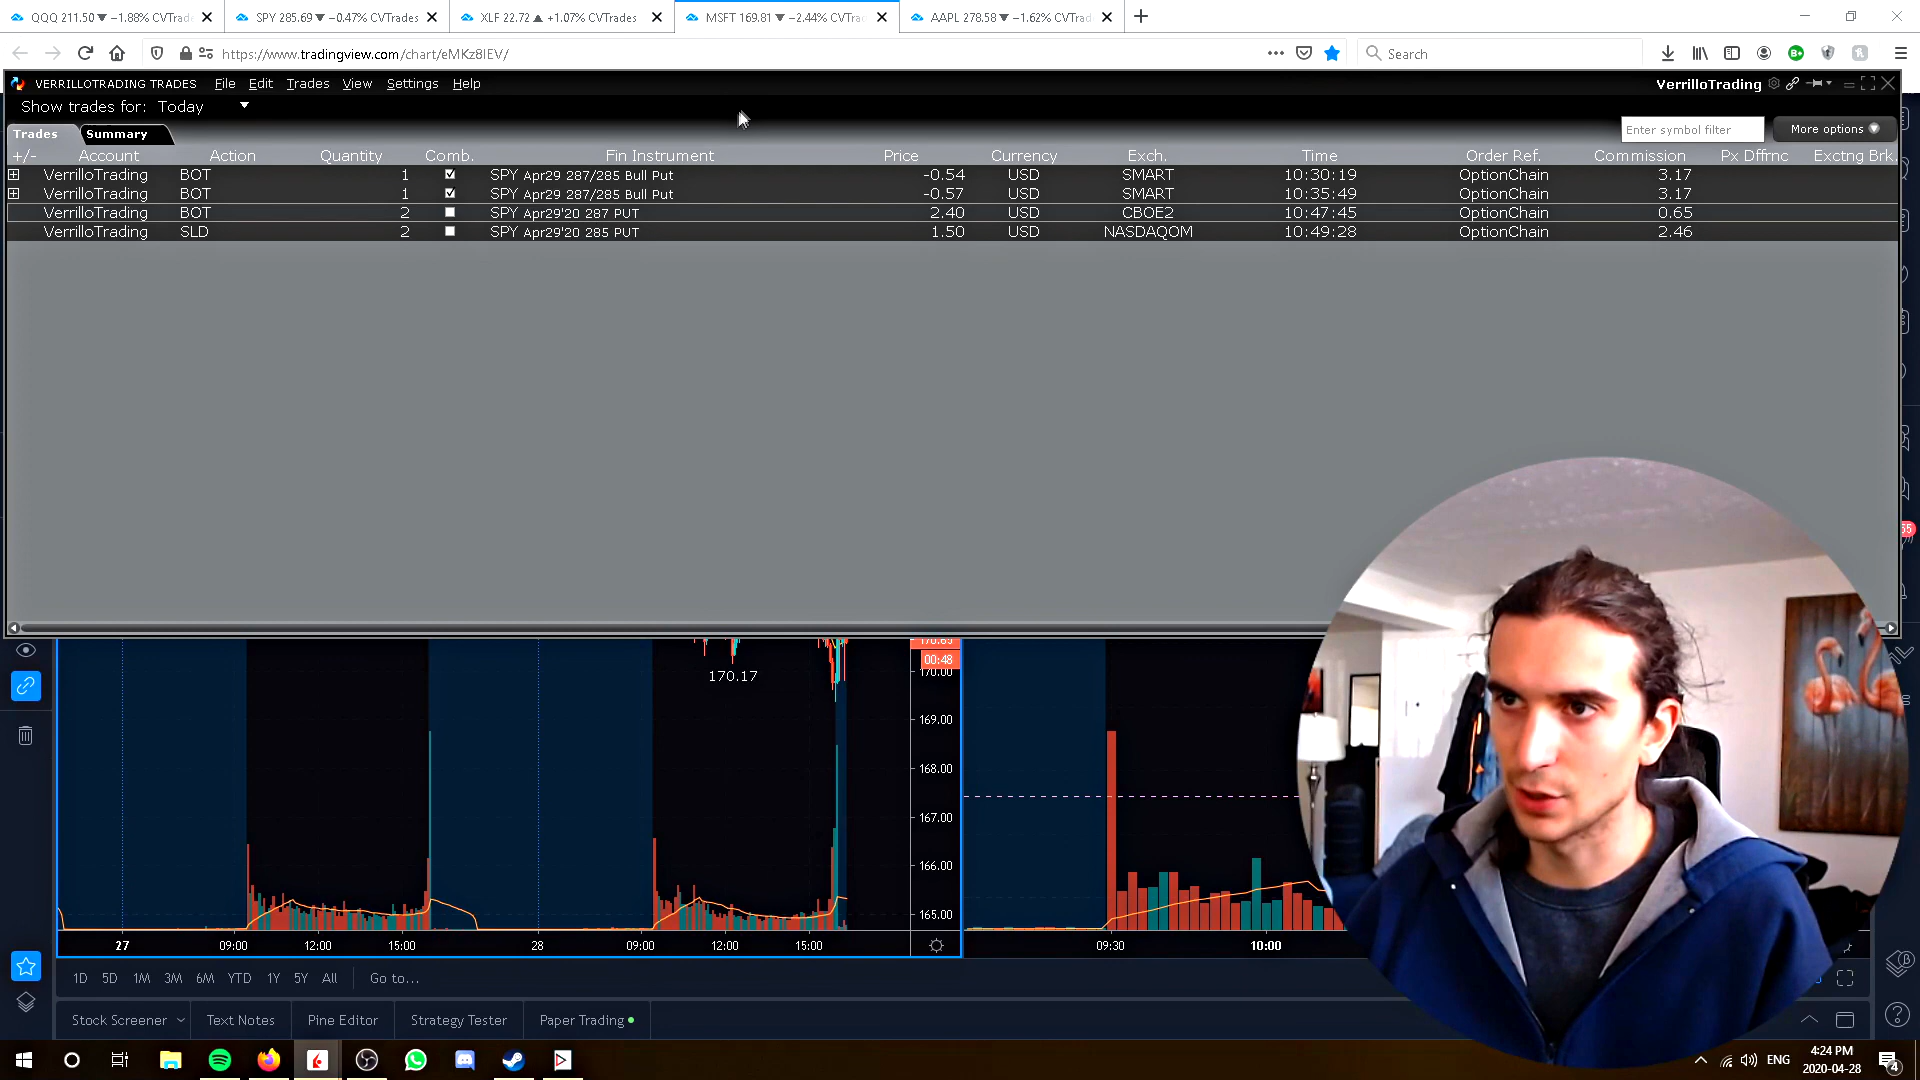 QQQ 211.50 ▼ −1.88% CVTrade
SPY 285.69 ▼ −0.47% CVTrades
XLF 22.72 ▲ +1.07% CVTrades
MSFT 169.81 ▼ −2.44% CVTrad
AAPL 278.58 ▼ −1.62% CVTrad
https://www.tradingview.com/chart/eMKz8IEV/
Search
VERRILLOTRADING TRADES File Edit Trades View Settings Help
VerrilloTrading
Show trades for: Today
Trades Summary
Enter symbol filter
More options
+/- Account Action Quantity Comb. Fin Instrument Price Currency Exch. Time Order Ref. Commission Px Dffrnc Exctng Brk.
VerrilloTrading BOT 1 SPY Apr29 287/285 Bull Put -0.54 USD SMART 10:30:19 OptionChain 3.17
VerrilloTrading BOT 1 SPY Apr29 287/285 Bull Put -0.57 USD SMART 10:35:49 OptionChain 3.17
VerrilloTrading BOT 2 SPY Apr29'20 287 PUT 2.40 USD CBOE2 10:47:45 OptionChain 0.65
VerrilloTrading SLD 2 SPY Apr29'20 285 PUT 1.50 USD NASDAQOM 10:49:28 OptionChain 2.46
00:48
170.17
170.00
169.00
168.00
167.00
166.00
165.00
27 09:00 12:00 15:00 28 09:00 12:00 15:00
09:30 10:00
1D 5D 1M 3M 6M YTD 1Y 5Y All Go to...
Stock Screener Text Notes Pine Editor Strategy Tester Paper Trading
ENG
4:24 PM
2020-04-28
4